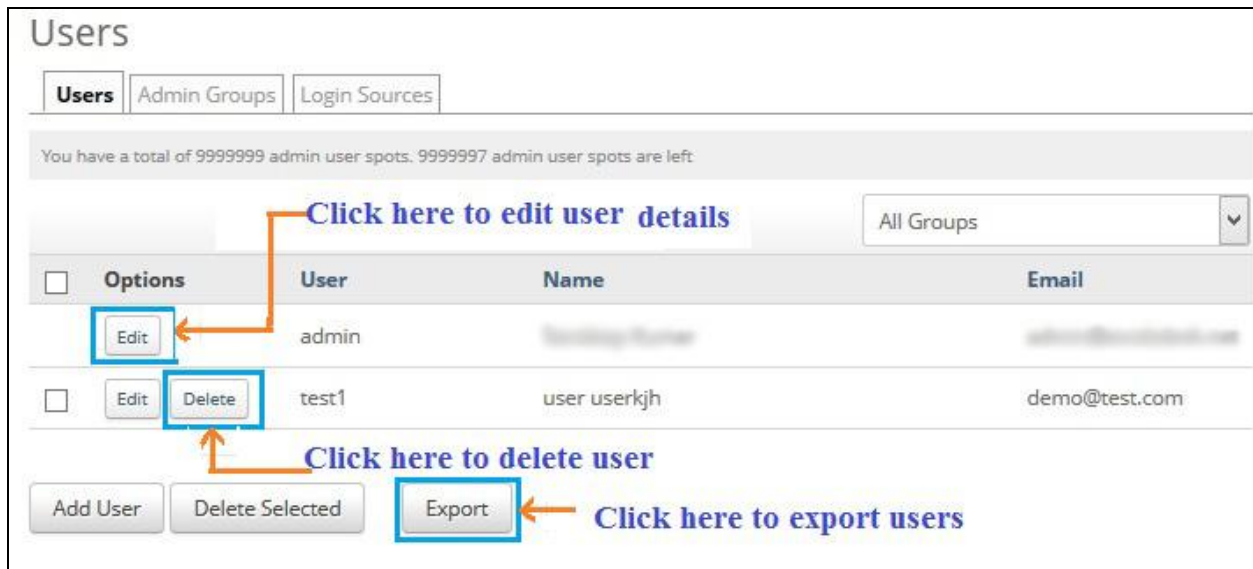 Users
Users Admin Groups Login Sources
You have a total of 9999999 admin user spots. 9999997 admin user spots are left
Click here to edit user details
All Groups
Options User Name Email
Edit admin
Edit Delete test1 user userkjh demo@test.com
Click here to delete user
Add User Delete Selected Export
Click here to export users